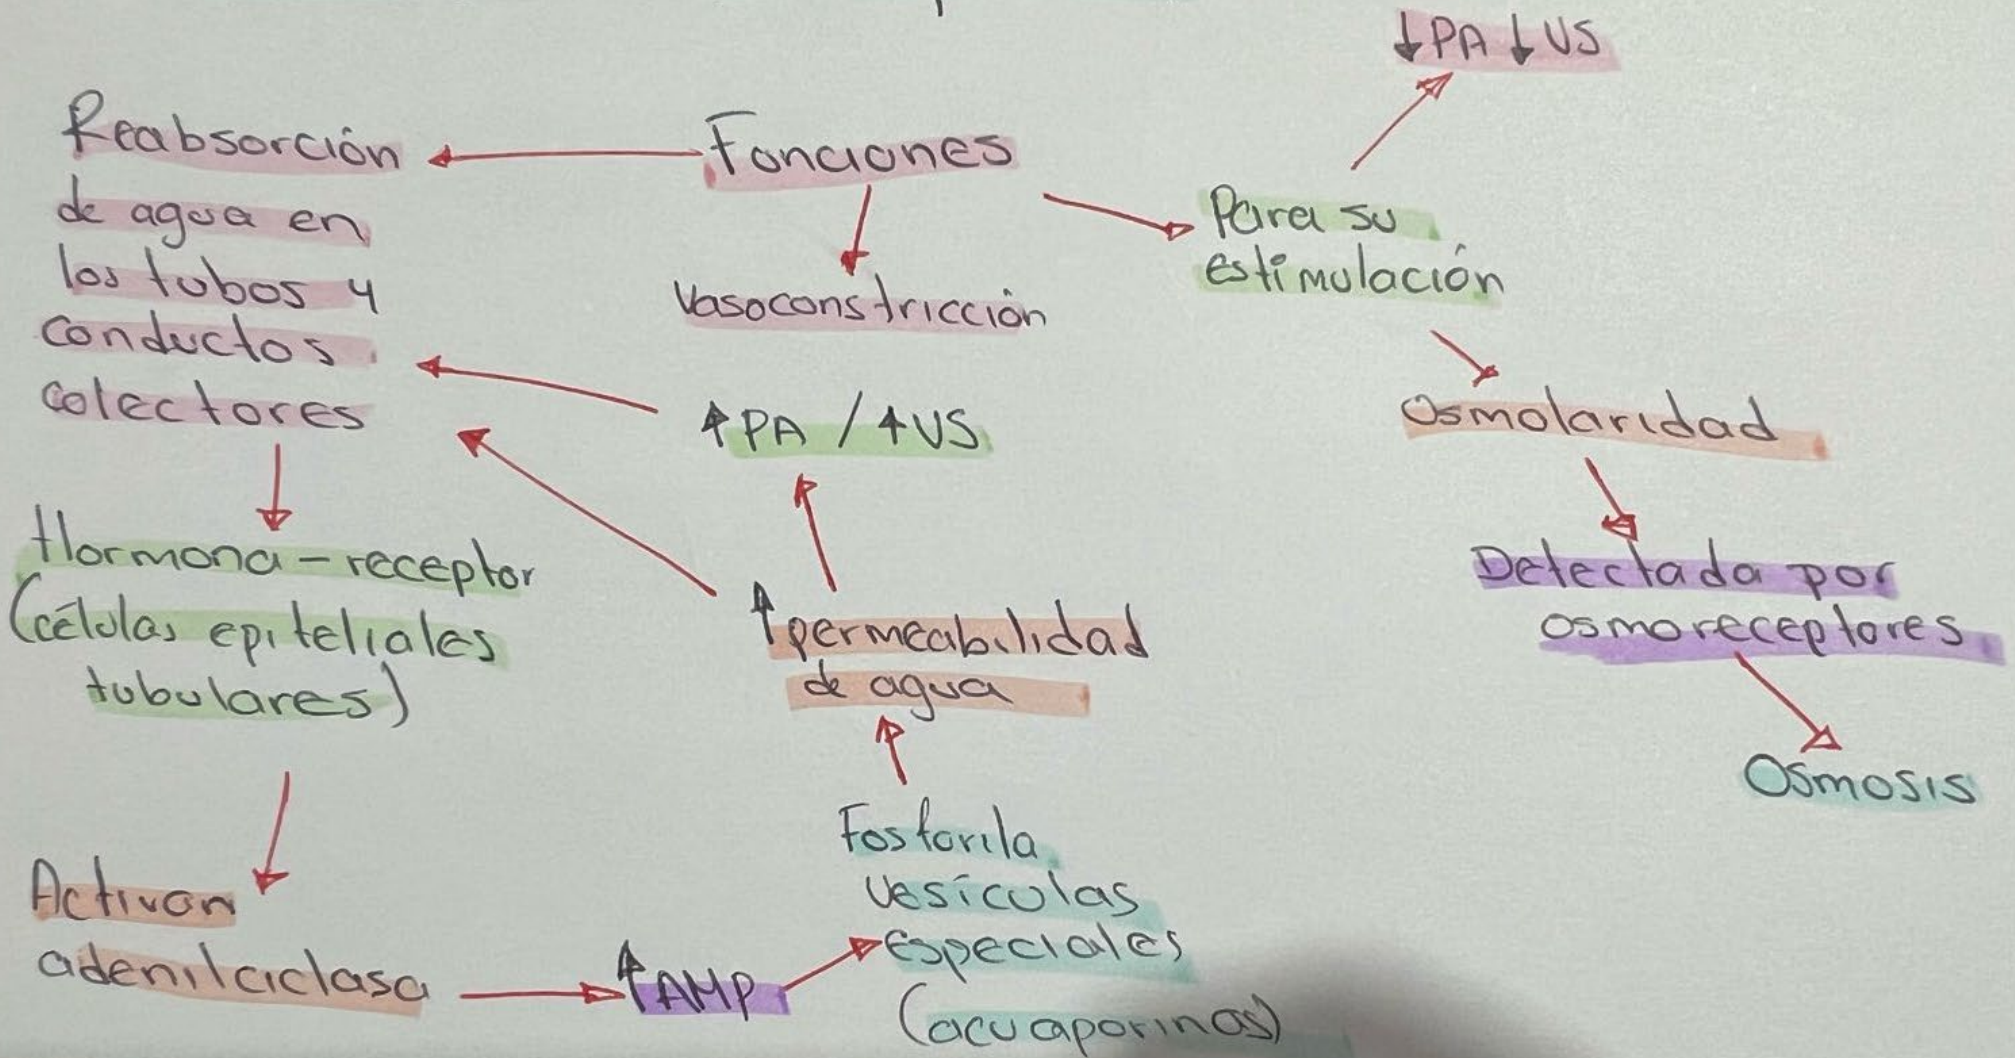 ↓PA ↓VS
Reabsorción
de agua en
los tubos y
conductos
colectores
Funciones
Vasoconstricción
Para su
estimulación
Osmolaridad
Detectada por
osmoreceptores
Osmosis
↑PA / ↑VS
Hormona-receptor
(células epiteliales
tubulares)
↑permeabilidad
de agua
Activan
adenilciclasa
↑AMP
Fosforila
vesículas
especiales
(acuaporinas)